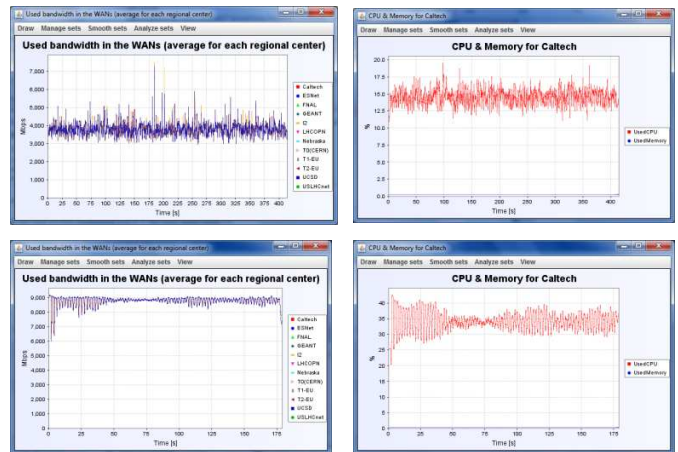 Used bandwidth in the WANs (average for each regional center)
Draw Manage sets Smooth sets Analyze sets View
Used bandwidth in the WANs (average for each regional center)
7,000
6,000
5,000
4,000
3,000
2,000
1,000
0
Mbps
0 25 50 75 100 125 150 175 200 225 250 275 300 325 350 375 400
Time [s]
Caltech
ESNet
FNAL
GEANT
I2
LHCOPN
Nebraska
T0(CERN)
T1-EU
T2-EU
UCSD
USLHCnet
CPU & Memory for Caltech
Draw Manage sets Smooth sets Analyze sets View
CPU & Memory for Caltech
20.0
17.5
15.0
12.5
10.0
7.5
5.0
2.5
0.0
%
0 50 100 150 200 250 300 350 400
Time [s]
UsedCPU
UsedMemory
Used bandwidth in the WANs (average for each regional center)
Draw Manage sets Smooth sets Analyze sets View
Used bandwidth in the WANs (average for each regional center)
9,000
8,000
7,000
6,000
5,000
4,000
3,000
2,000
1,000
0
Mbps
0 25 50 75 100 125 150 175
Time [s]
Caltech
ESNet
FNAL
GEANT
I2
LHCOPN
Nebraska
T0(CERN)
T1-EU
T2-EU
UCSD
USLHCnet
CPU & Memory for Caltech
Draw Manage sets Smooth sets Analyze sets View
CPU & Memory for Caltech
40
35
30
25
20
15
10
5
0
%
0 25 50 75 100 125 150 175
Time [s]
UsedCPU
UsedMemory